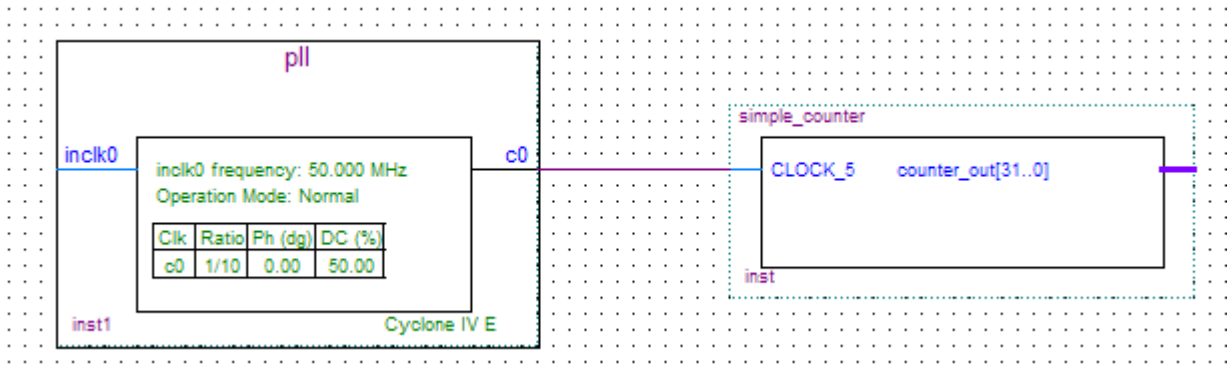 pll
inclk0
c0
inclk0 frequency: 50.000 MHz
Operation Mode: Normal
Clk Ratio Ph (dg) DC (%)
c0 1/10 0.00 50.00
inst1
Cyclone IV E
simple_counter
CLOCK_5 counter_out[31..0]
inst